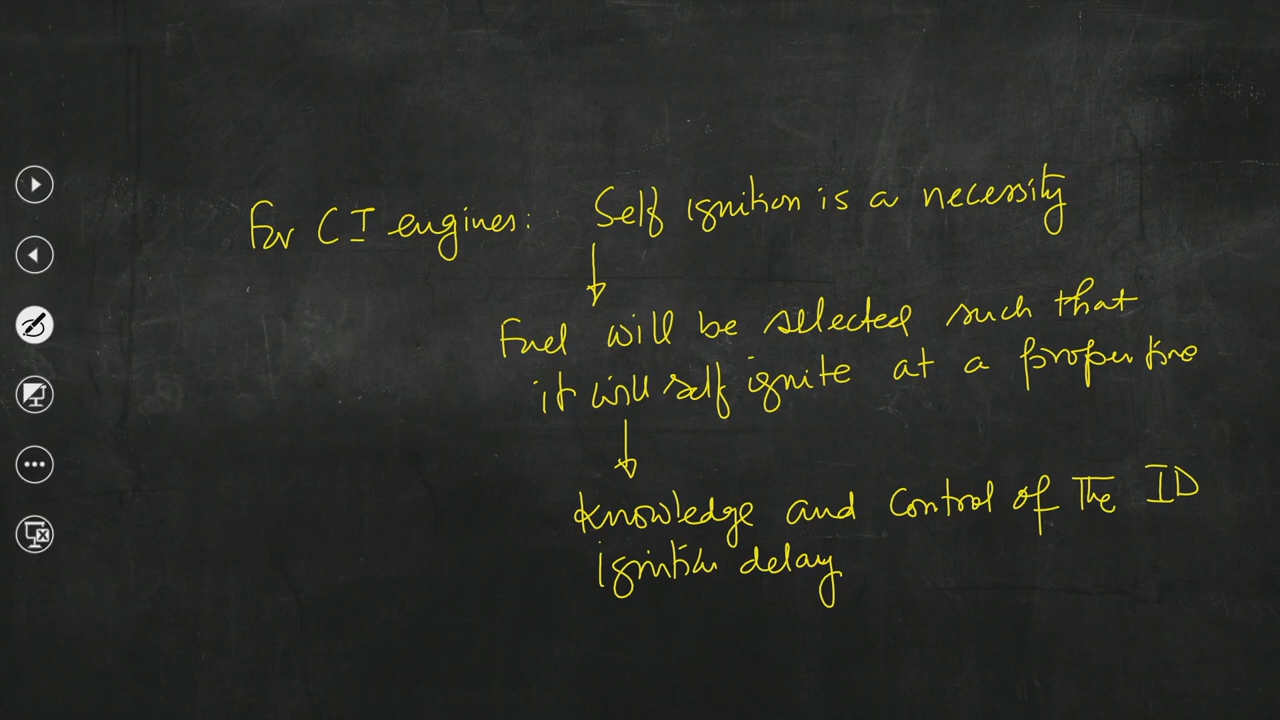 For CI engines: Self ignition is a necessity
Fuel will be selected such that
it will self ignite at a proper time
Knowledge and control of the ID
ignition delay